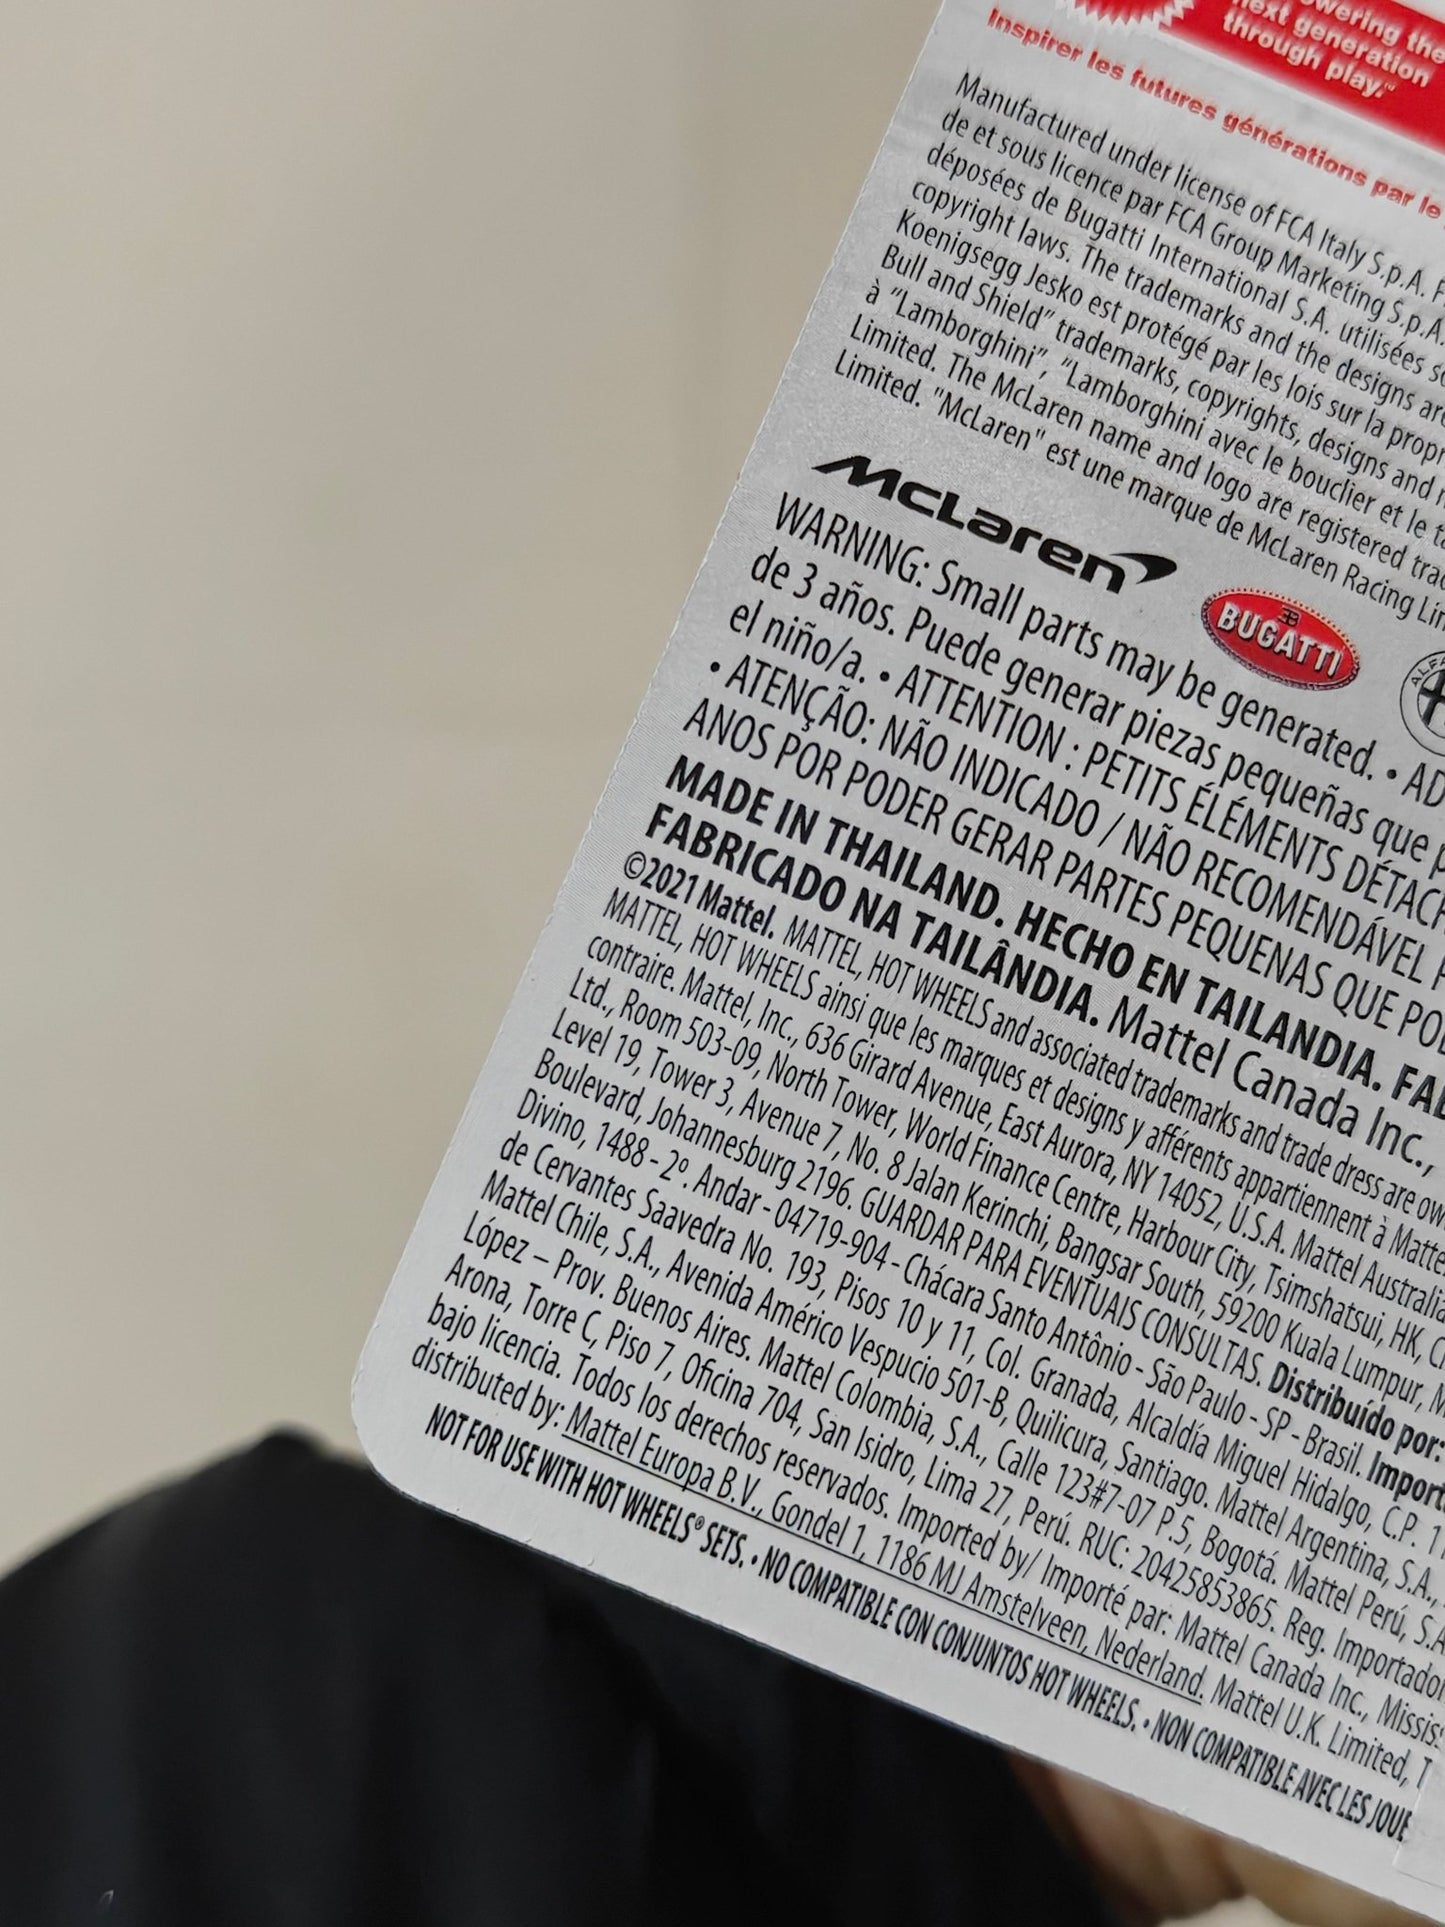 owering the
next generation
through play.™
Inspirer les futures générations par le
Manufactured under license of FCA Italy S.p.A. F
de et sous licence par FCA Group Marketing S.p.A.
déposées de Bugatti International S.A. utilisées s
copyright laws. The trademarks and the designs are
Koenigsegg Jesko est protégé par les lois sur la propr
Bull and Shield" trademarks, copyrights, designs and
à "Lamborghini", "Lamborghini avec le bouclier et le
Limited. The McLaren name and logo are registered
Limited. "McLaren" est une marque de McLaren Racing
McLaren
BUGATTI
WARNING: Small parts may be generated. • AD
de 3 años. Puede generar piezas pequeñas que
el niño/a. • ATTENTION : PETITS ÉLÉMENTS DÉTACH
• ATENÇÃO: NÃO INDICADO / NÃO RECOMENDÁVEL
ANOS POR PODER GERAR PARTES PEQUENAS QUE
MADE IN THAILAND. HECHO EN TAILANDIA. FA
FABRICADO NA TAILÂNDIA. Mattel Canada Inc.,
©2021 Mattel. MATTEL, HOT WHEELS and associated trademarks and trade dress are
MATTEL, HOT WHEELS ainsi que les marques et designs y afférents appartiennent à
contraire. Mattel, Inc., 636 Girard Avenue, East Aurora, NY 14052, U.S.A. Mattel Australia
Ltd., Room 503-09, North Tower, World Finance Centre, Harbour City, Tsimshatsui, HK,
Level 19, Tower 3, Avenue 7, No. 8 Jalan Kerinchi, Bangsar South, 59200 Kuala Lumpur,
Boulevard, Johannesburg 2196. GUARDAR PARA EVENTUAIS CONSULTAS. Distribuído por:
Divino, 1488 - 2º. Andar - 04719-904 - Chácara Santo Antônio - São Paulo - SP - Brasil. Import
de Cervantes Saavedra No. 193, Pisos 10 y 11, Col. Granada, Alcaldía Miguel Hidalgo, C.P.
Mattel Chile, S.A., Avenida Américo Vespucio 501-B, Quilicura, Santiago. Mattel Argentina, S.A.,
López – Prov. Buenos Aires. Mattel Colombia, S.A., Calle 123#7-07 P.5, Bogotá. Mattel Perú,
Arona, Torre C, Piso 7, Oficina 704, San Isidro, Lima 27, Perú. RUC: 20425853865. Reg. Importador
bajo licencia. Todos los derechos reservados. Imported by/ Importé par: Mattel Canada Inc., Missis
distributed by: Mattel Europa B.V., Gondel 1, 1186 MJ Amstelveen, Nederland. Mattel U.K. Limited,
NOT FOR USE WITH HOT WHEELS® SETS. • NO COMPATIBLE CON CONJUNTOS HOT WHEELS. • NON COMPATIBLE AVEC LES JOUE